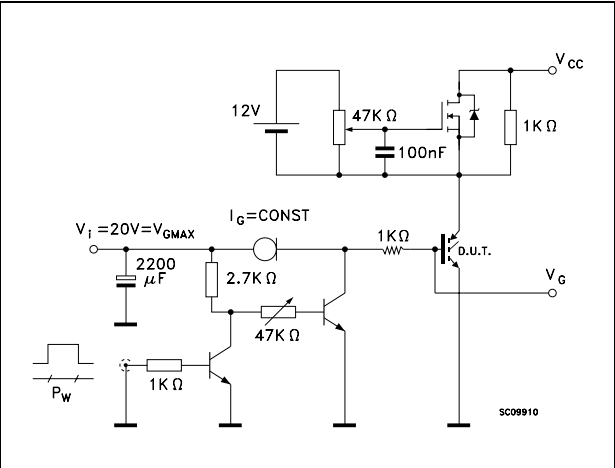 V CC
12V
47K Ω
1K Ω
100nF
I G=CONST
V i =20V=V GMAX
1K Ω
D.U.T.
2200
μF
2.7K Ω
V G
47K Ω
1K Ω
P W
SC09910